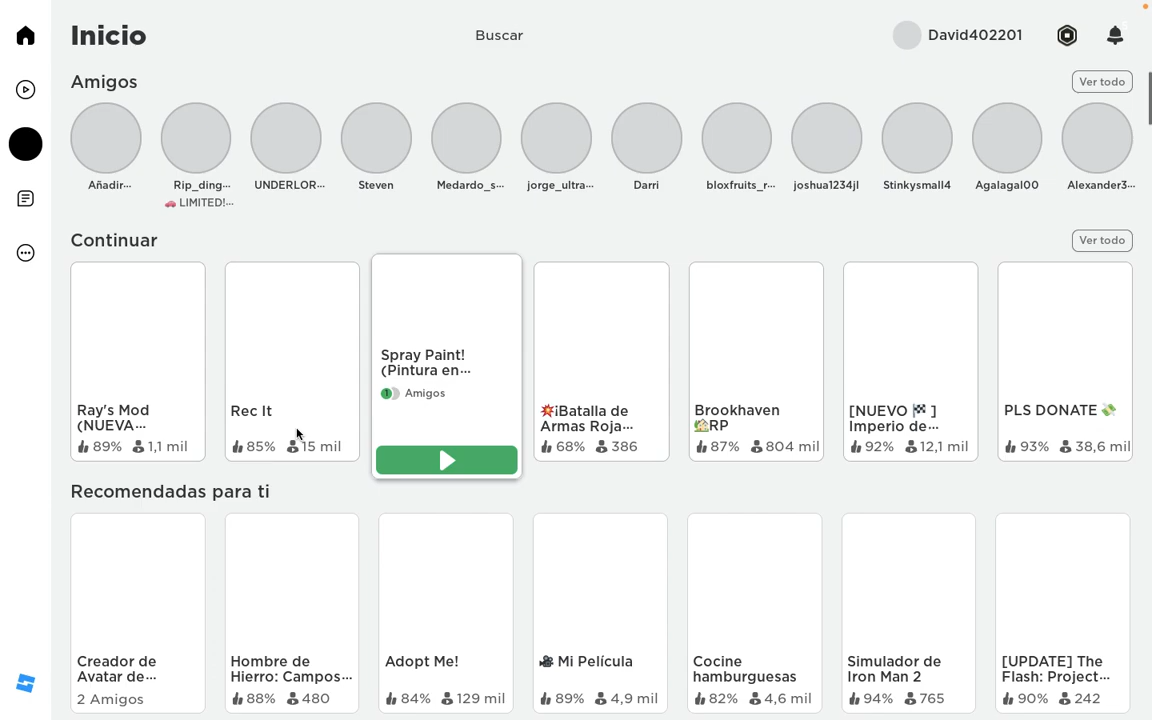 Inicio
Buscar
David402201
Amigos
Ver todo
Añadir···
Rip_ding···
UNDERLOR···
Steven
Medardo_s···
jorge_ultra···
Darri
bloxfruits_r···
joshua1234jl
Stinkysmall4
Agalagal00
Alexander3···
🚗 LIMITED!···
Continuar
Ver todo
Ray's Mod
(NUEVA···
89% 1,1 mil
Rec It
85% 15 mil
Spray Paint!
(Pintura en···
1 Amigos
💥¡Batalla de
Armas Roja···
68% 386
Brookhaven
🏡RP
87% 804 mil
[NUEVO 🏁 ]
Imperio de···
92% 12,1 mil
PLS DONATE 💸
93% 38,6 mil
Recomendadas para ti
Creador de
Avatar de···
2 Amigos
Hombre de
Hierro: Campos···
88% 480
Adopt Me!
84% 129 mil
🎥 Mi Película
89% 4,9 mil
Cocine
hamburguesas
82% 4,6 mil
Simulador de
Iron Man 2
94% 765
[UPDATE] The
Flash: Project···
90% 242